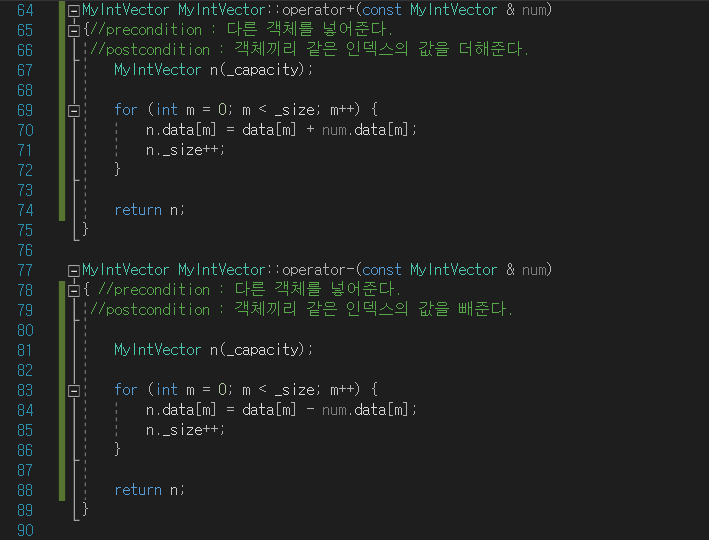 64 MyIntVector MyIntVector::operator+(const MyIntVector & num)
65 {//precondition : 다른 객체를 넣어준다.
66 //postcondition : 객체끼리 같은 인덱스의 값을 더해준다.
67 MyIntVector n(_capacity);
68
69 for (int m = 0; m < _size; m++) {
70 n.data[m] = data[m] + num.data[m];
71 n._size++;
72 }
73
74 return n;
75 }
76
77 MyIntVector MyIntVector::operator-(const MyIntVector & num)
78 { //precondition : 다른 객체를 넣어준다.
79 //postcondition : 객체끼리 같은 인덱스의 값을 빼준다.
80
81 MyIntVector n(_capacity);
82
83 for (int m = 0; m < _size; m++) {
84 n.data[m] = data[m] - num.data[m];
85 n._size++;
86 }
87
88 return n;
89 }
90